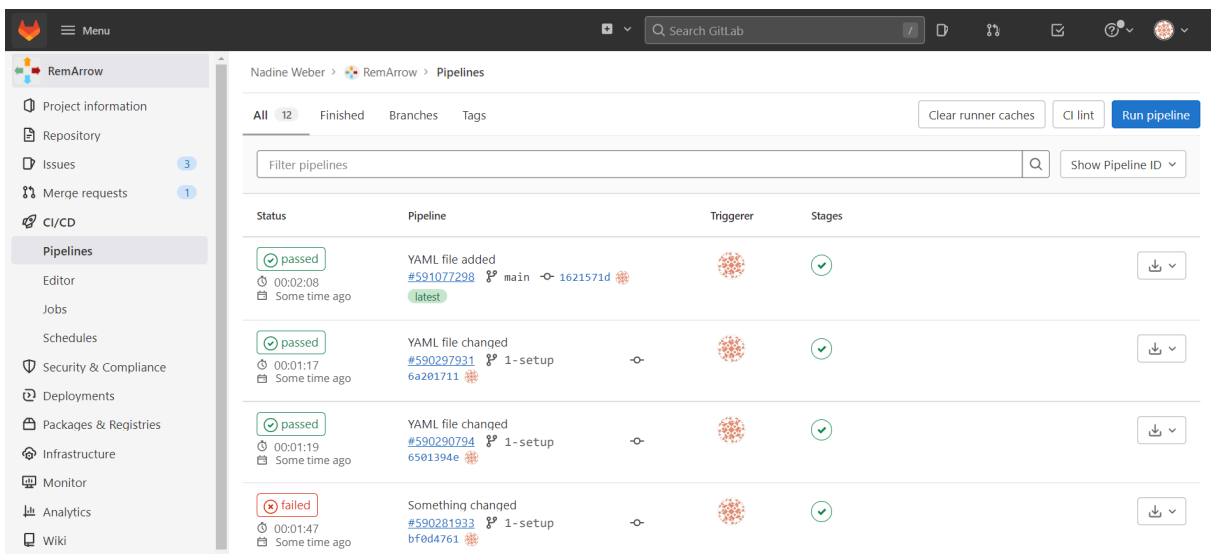 Menu
Search GitLab /
RemArrow
Project information
Repository
Issues 3
Merge requests 1
CI/CD
Pipelines
Editor
Jobs
Schedules
Security & Compliance
Deployments
Packages & Registries
Infrastructure
Monitor
Analytics
Wiki
Nadine Weber > RemArrow > Pipelines
All 12 Finished Branches Tags
Clear runner caches CI lint Run pipeline
Filter pipelines Show Pipeline ID
Status Pipeline Triggerer Stages
passed YAML file added
00:02:08 #591077298 main 1621571d
Some time ago latest
passed YAML file changed
00:01:17 #590297931 1-setup
Some time ago 6a201711
passed YAML file changed
00:01:19 #590290794 1-setup
Some time ago 6501394e
failed Something changed
00:01:47 #590281933 1-setup
Some time ago bf0d4761